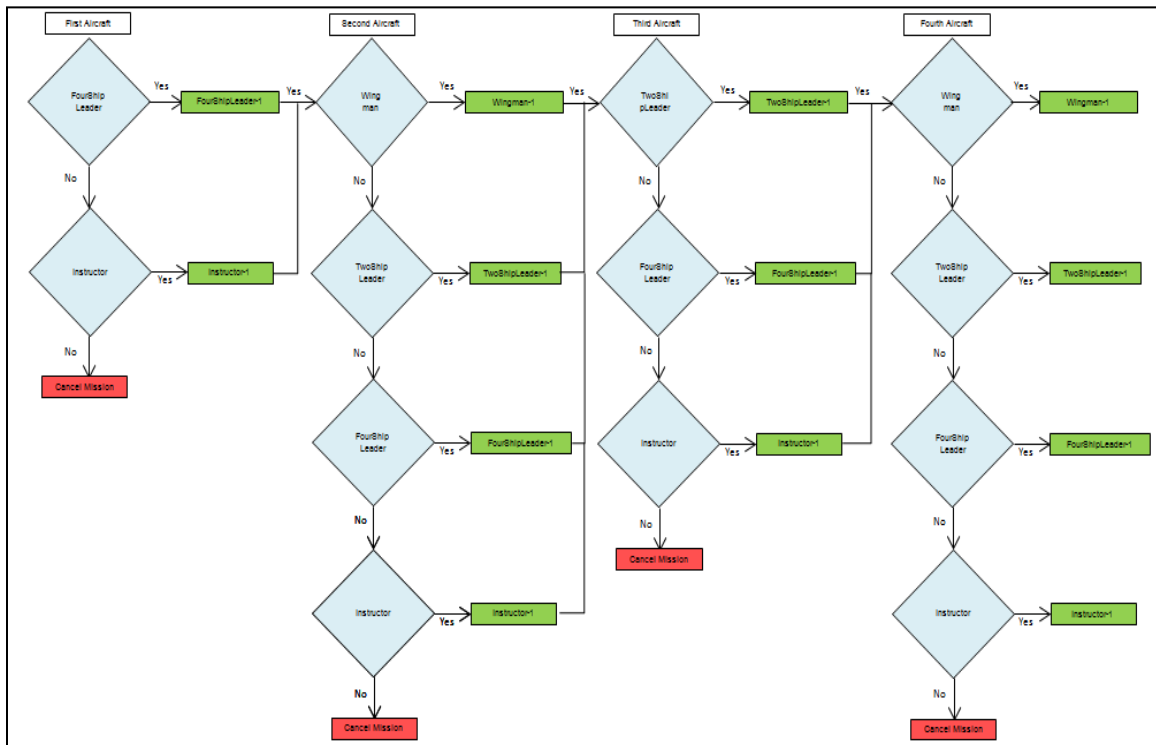 First Aircraft
FourShip
Leader
Yes
FourShipLeader-1
Yes
No
Instructor
Yes
Instructor-1
No
Cancel Mission
Second Aircraft
Wing
man
Yes
Wingman-1
Yes
No
TwoShip
Leader
Yes
TwoShipLeader-1
No
FourShip
Leader
Yes
FourShipLeader-1
No
Instructor
Yes
Instructor-1
No
Cancel Mission
Third Aircraft
TwoShi
pLeader
Yes
TwoShipLeader-1
Yes
No
FourShip
Leader
Yes
FourShipLeader-1
No
Instructor
Yes
Instructor-1
No
Cancel Mission
Fourth Aircraft
Wing
man
Yes
Wingman-1
No
TwoShip
Leader
Yes
TwoShipLeader-1
No
FourShip
Leader
Yes
FourShipLeader-1
No
Instructor
Yes
Instructor-1
No
Cancel Mission